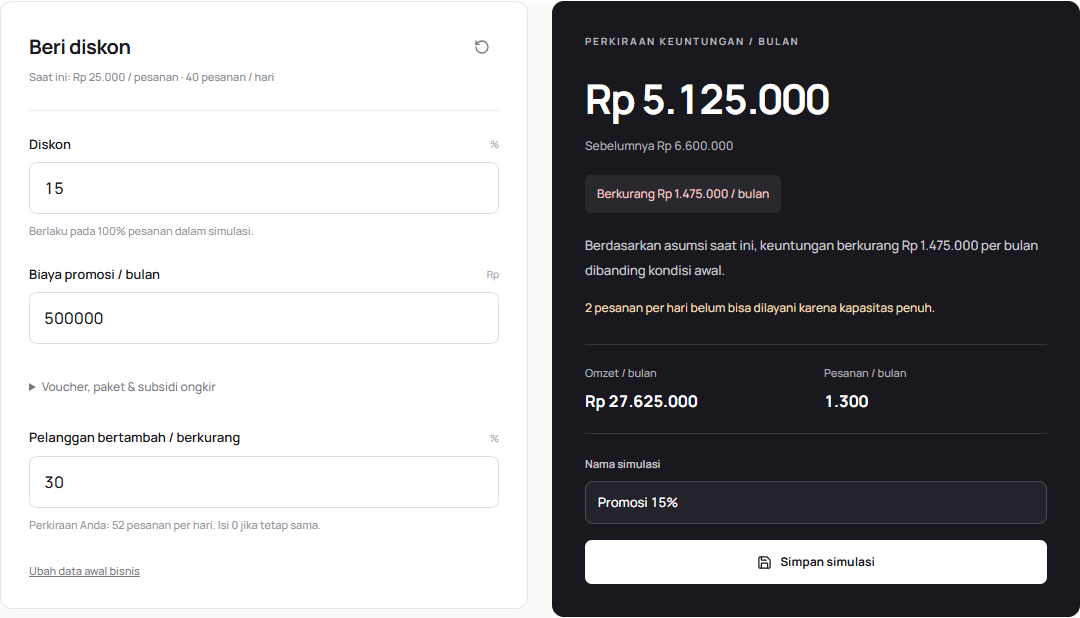 Beri diskon
Saat ini: Rp 25.000 / pesanan · 40 pesanan / hari
Diskon
%
15
Berlaku pada 100% pesanan dalam simulasi.
Biaya promosi / bulan
Rp
500000
Voucher, paket & subsidi ongkir
Pelanggan bertambah / berkurang
%
30
Perkiraan Anda: 52 pesanan per hari. Isi 0 jika tetap sama.
Ubah data awal bisnis
PERKIRAAN KEUNTUNGAN / BULAN
Rp 5.125.000
Sebelumnya Rp 6.600.000
Berkurang Rp 1.475.000 / bulan
Berdasarkan asumsi saat ini, keuntungan berkurang Rp 1.475.000 per bulan
dibanding kondisi awal.
2 pesanan per hari belum bisa dilayani karena kapasitas penuh.
Omzet / bulan
Rp 27.625.000
Pesanan / bulan
1.300
Nama simulasi
Promosi 15%
Simpan simulasi